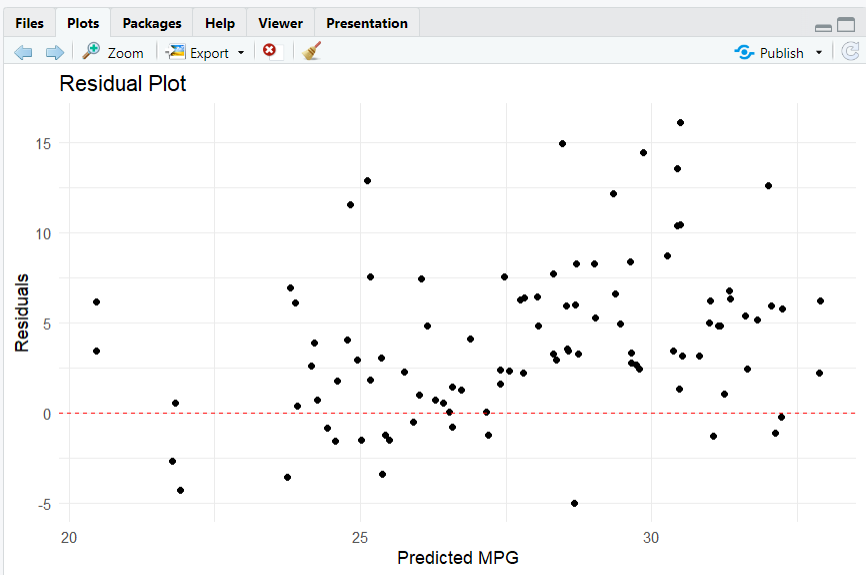 Files Plots Packages Help Viewer Presentation
Zoom Export Publish
Residual Plot
15
10
5
0
-5
Residuals
20 25 30
Predicted MPG